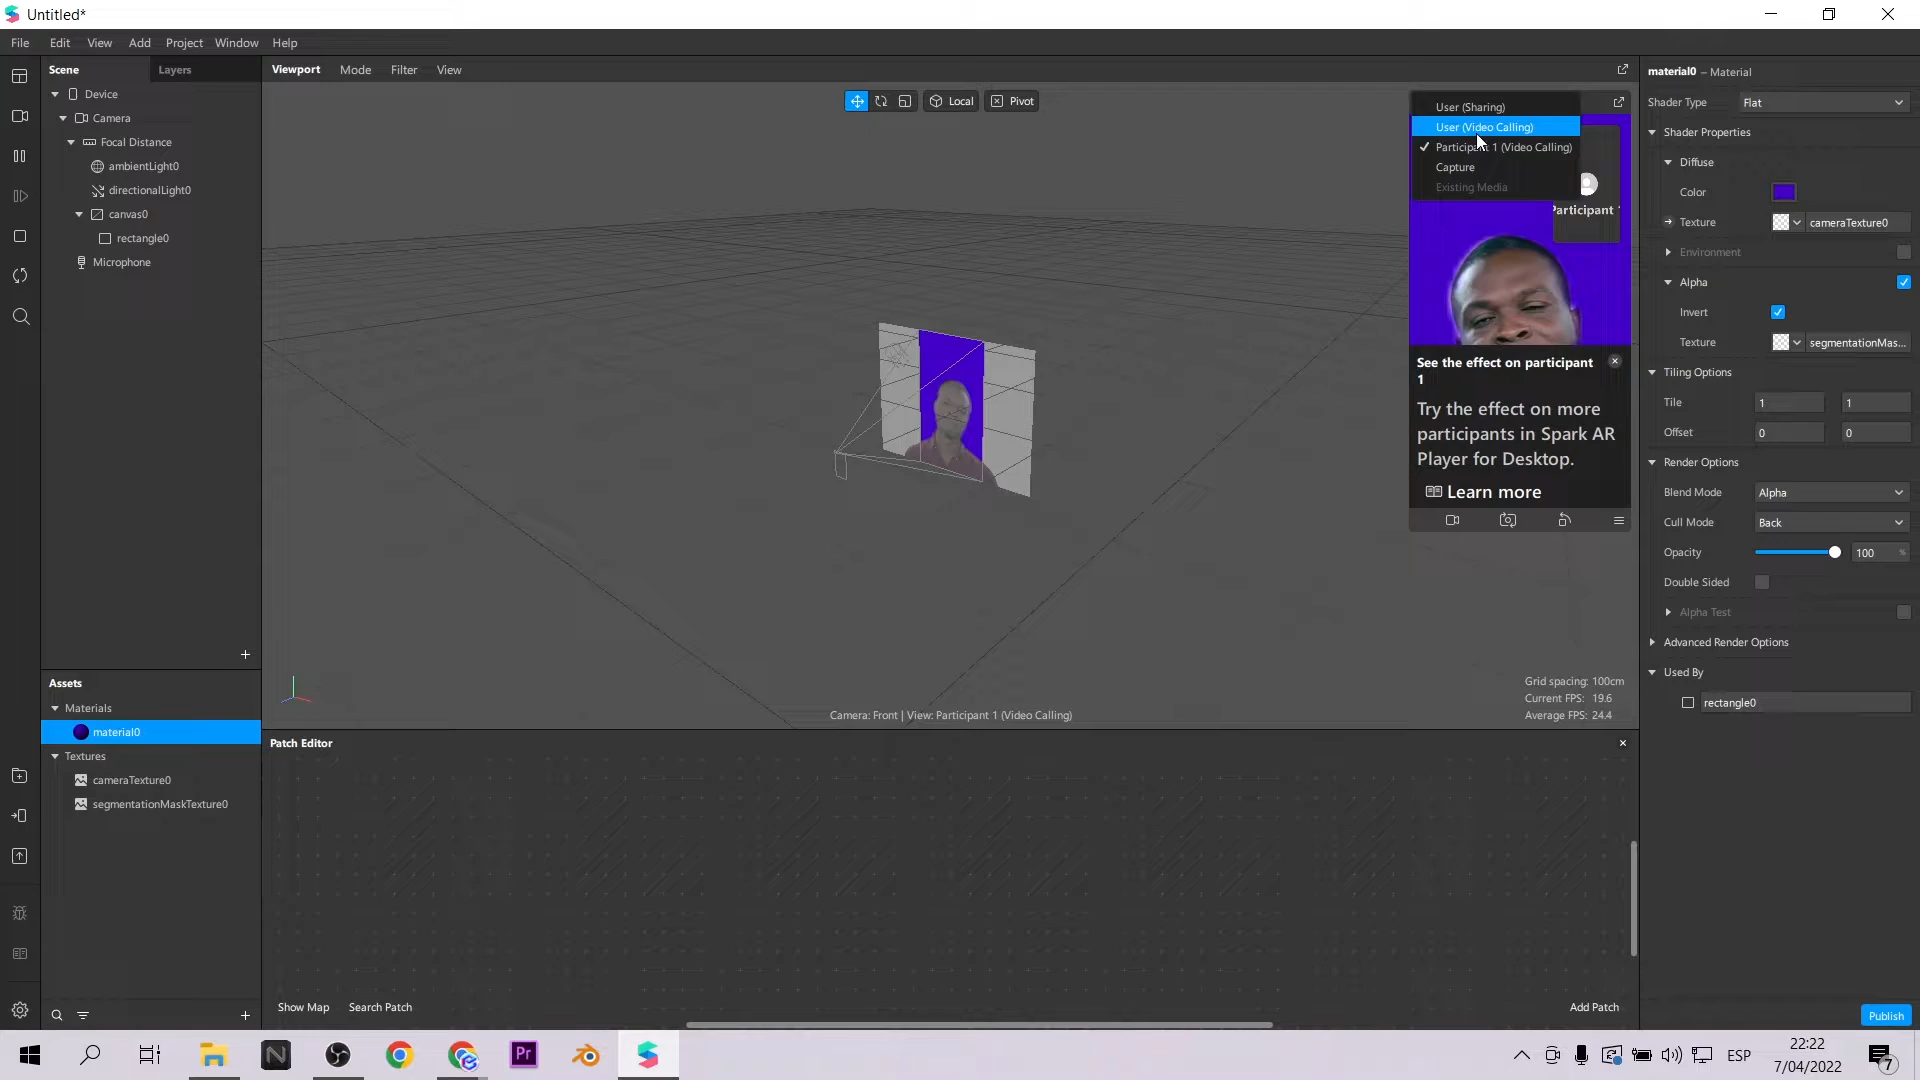 Untitled*
File Edit View Add Project Window Help
Scene Layers
Device
Camera
Focal Distance
ambientLight0
directionalLight0
canvas0
rectangle0
Microphone
Assets
Materials
material0
Textures
cameraTexture0
segmentationMaskTexture0
Viewport Mode Filter View
Local Pivot
User (Sharing)
User (Video Calling)
Participant 1 (Video Calling)
Capture
Existing Media
Participant
See the effect on participant
1
Try the effect on more
participants in Spark AR
Player for Desktop.
Learn more
Grid spacing: 100cm
Current FPS: 19.6
Average FPS: 24.4
Camera: Front | View: Participant 1 (Video Calling)
Patch Editor
Show Map Search Patch Add Patch
material0 – Material
Shader Type Flat
Shader Properties
Diffuse
Color
Texture cameraTexture0
Environment
Alpha
Invert
Texture segmentationMas...
Tiling Options
Tile 1 1
Offset 0 0
Render Options
Blend Mode Alpha
Cull Mode Back
Opacity 100 %
Double Sided
Alpha Test
Advanced Render Options
Used By
rectangle0
Publish
N Pr ESP 22:22
7/04/2022 7